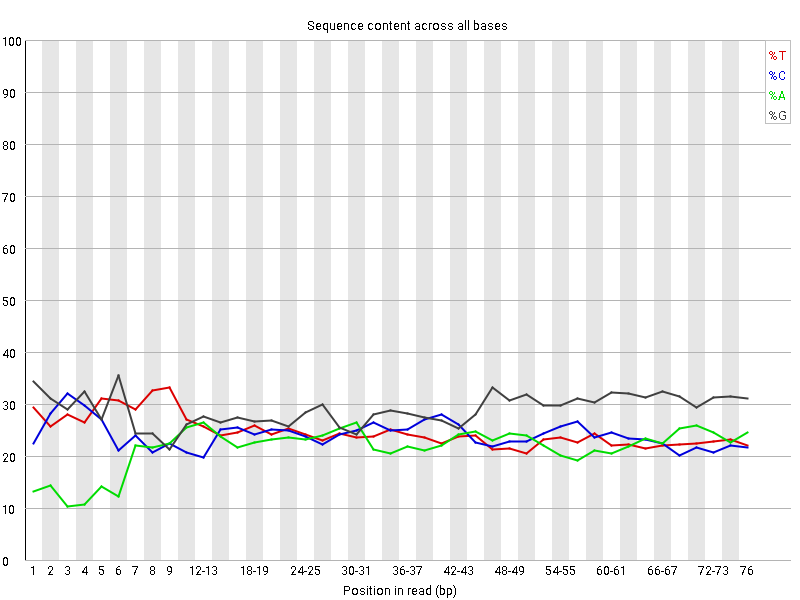 Sequence content across all bases
100
90
80
70
60
50
40
30
20
10
0
%T
%C
%A
%G
1 2 3 4 5 6 7 8 9 12-13 18-19 24-25 30-31 36-37 42-43 48-49 54-55 60-61 66-67 72-73 76
Position in read (bp)